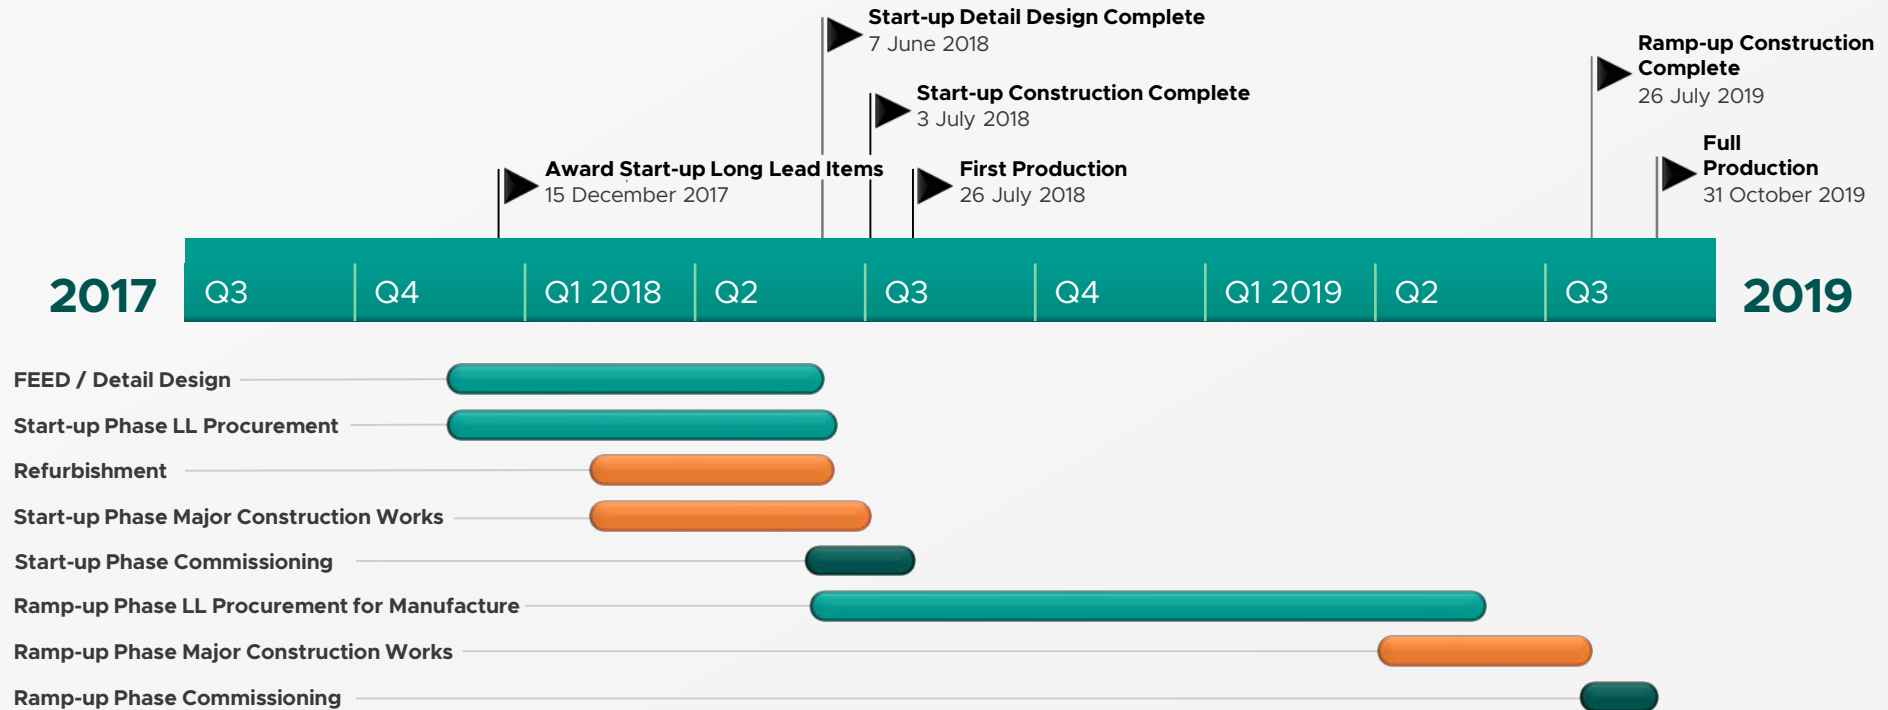 Start-up Detail Design Complete
7 June 2018
Ramp-up Construction
Complete
26 July 2019
Start-up Construction Complete
3 July 2018
Full
Production
31 October 2019
Award Start-up Long Lead Items
15 December 2017
First Production
26 July 2018
2017 Q3 Q4 Q1 2018 Q2 Q3 Q4 Q1 2019 Q2 Q3 2019
FEED / Detail Design
Start-up Phase LL Procurement
Refurbishment
Start-up Phase Major Construction Works
Start-up Phase Commissioning
Ramp-up Phase LL Procurement for Manufacture
Ramp-up Phase Major Construction Works
Ramp-up Phase Commissioning